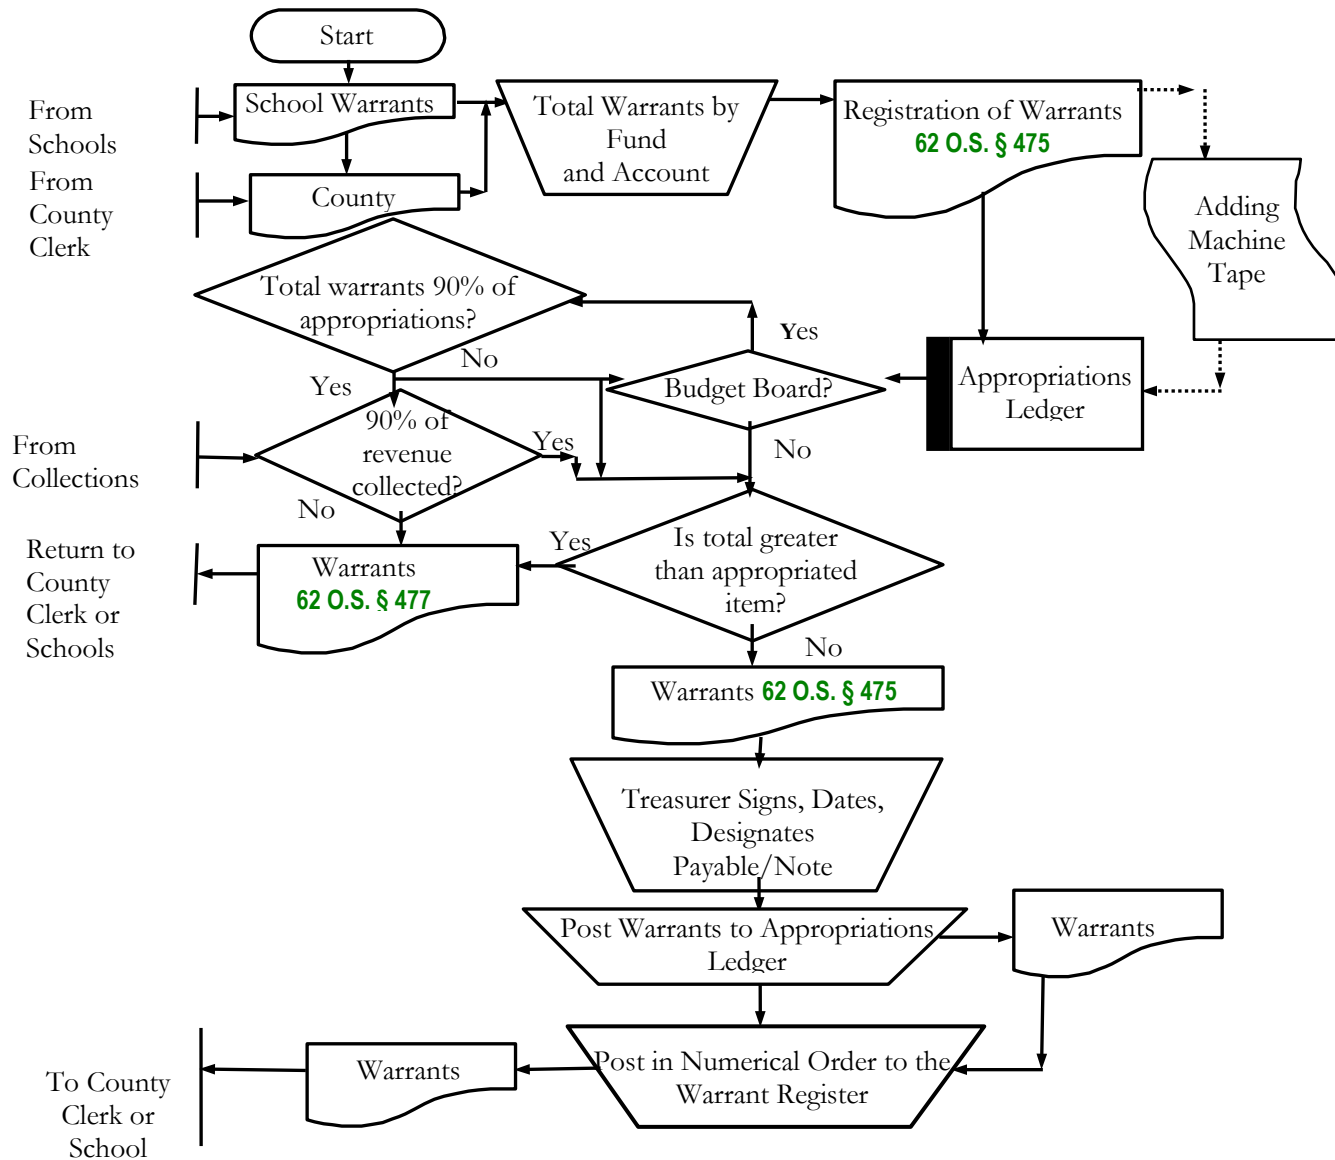 Start
From
Schools
School Warrants
Total Warrants by
Fund
and Account
Registration of Warrants
62 O.S. § 475
From
County
Clerk
County
Adding
Machine
Tape
Total warrants 90% of
appropriations?
Yes
No
Yes
Budget Board?
Appropriations
Ledger
From
Collections
90% of
revenue
collected?
Yes
No
No
Return to
County
Clerk or
Schools
Warrants
62 O.S. § 477
Yes
Is total greater
than appropriated
item?
No
Warrants 62 O.S. § 475
Treasurer Signs, Dates,
Designates
Payable/Note
Post Warrants to Appropriations
Ledger
Warrants
Post in Numerical Order to the
Warrant Register
Warrants
To County
Clerk or
School